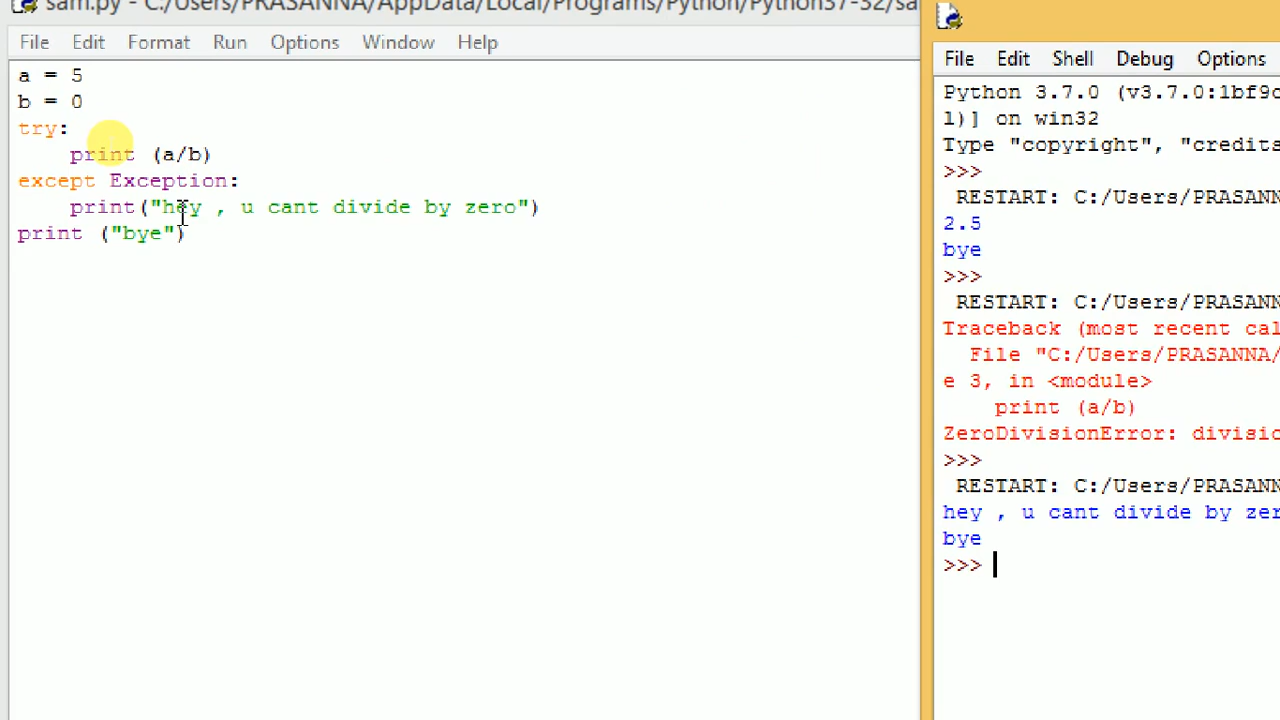 sam.py - C:/Users/PRASANNA/AppData/Local/Programs/Python/Python37-32/sa
File Edit Format Run Options Window Help
a = 5
b = 0
try:
    print (a/b)
except Exception:
    print("hey , u cant divide by zero")
print ("bye")
File Edit Shell Debug Options
Python 3.7.0 (v3.7.0:1bf9c
1)] on win32
Type "copyright", "credits
>>>
 RESTART: C:/Users/PRASANN
2.5
bye
>>>
 RESTART: C:/Users/PRASANN
Traceback (most recent cal
  File "C:/Users/PRASANNA/
e 3, in <module>
    print (a/b)
ZeroDivisionError: divisio
>>>
 RESTART: C:/Users/PRASANN
hey , u cant divide by zer
bye
>>>